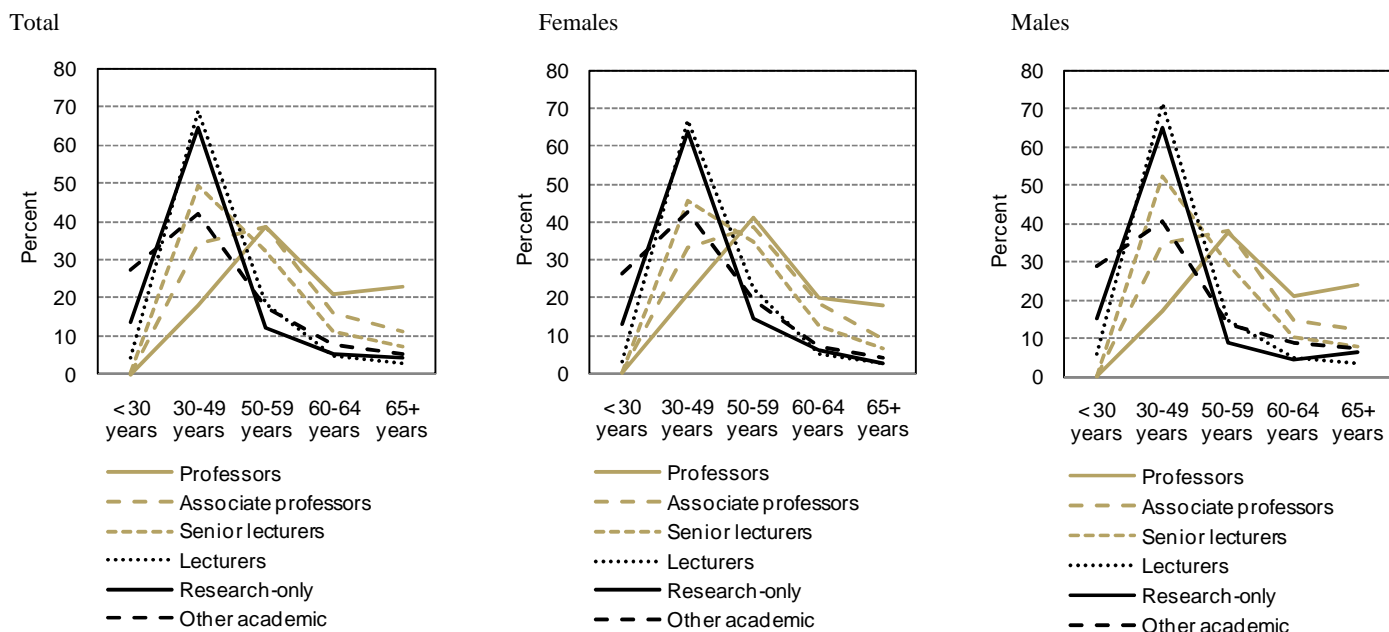 Total
Percent
80
70
60
50
40
30
20
10
0
<30 years
30-49 years
50-59 years
60-64 years
65+ years
Professors
Associate professors
Senior lecturers
Lecturers
Research-only
Other academic
Females
Percent
80
70
60
50
40
30
20
10
0
<30 years
30-49 years
50-59 years
60-64 years
65+ years
Professors
Associate professors
Senior lecturers
Lecturers
Research-only
Other academic
Males
Percent
80
70
60
50
40
30
20
10
0
<30 years
30-49 years
50-59 years
60-64 years
65+ years
Professors
Associate professors
Senior lecturers
Lecturers
Research-only
Other academic